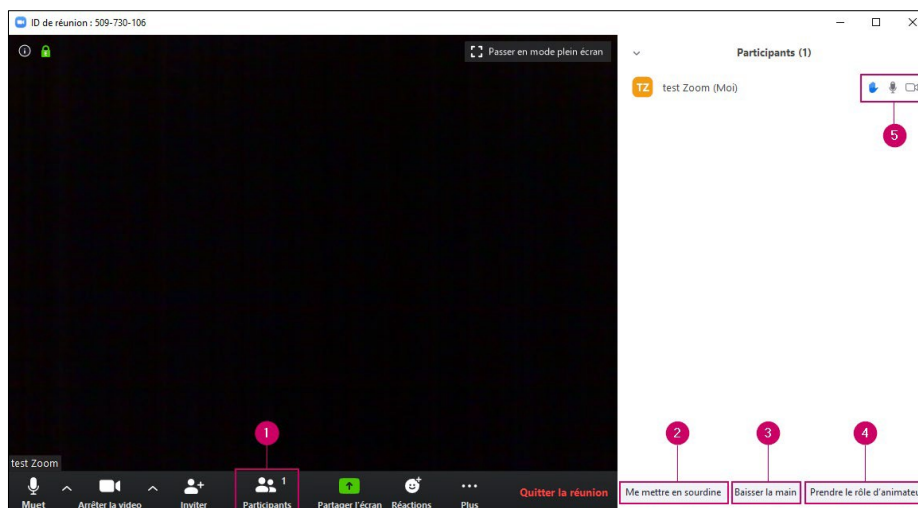 ID de réunion : 509-730-106
Passer en mode plein écran
Participants (1)
TZ test Zoom (Moi)
5
1
2
3
4
test Zoom
1
Muet
Arrêter la video
Inviter
Participants
Partager l'écran
Réactions
Plus
Quitter la réunion
Me mettre en sourdine
Baisser la main
Prendre le rôle d'animateu